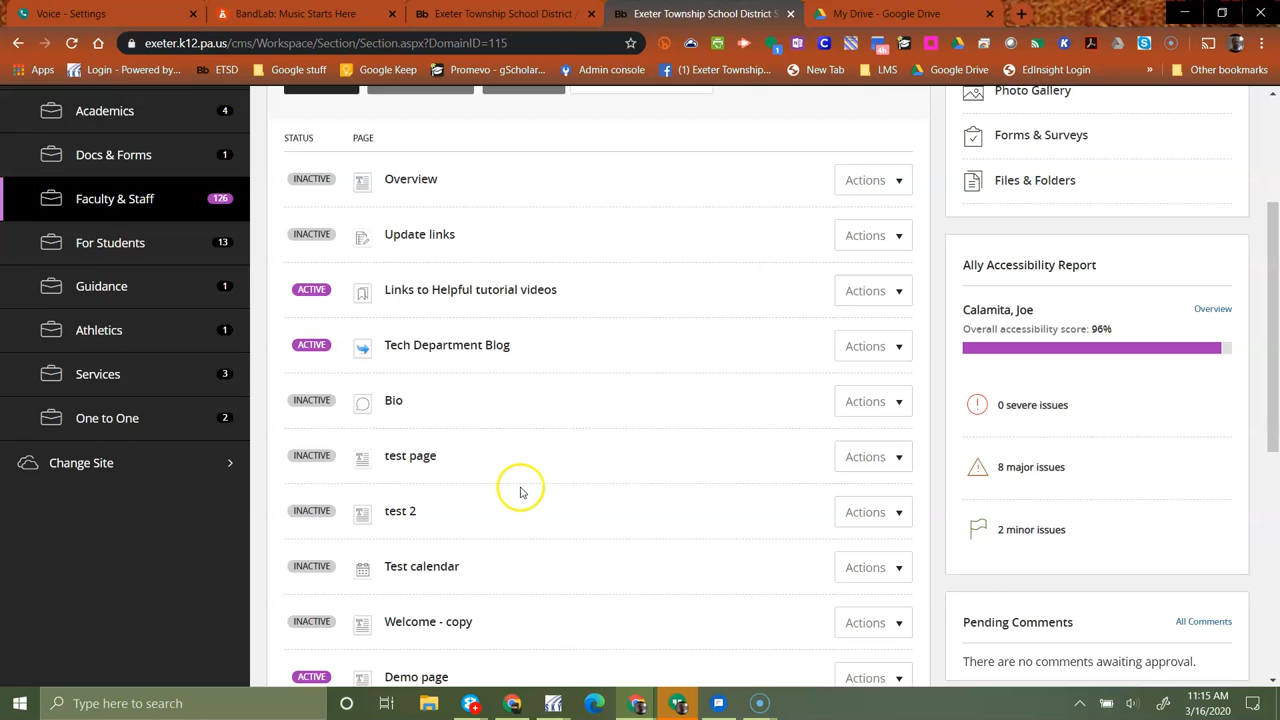 Voice - Settings
BandLab: Music Starts Here
Bb Exeter Township School District /
Bb Exeter Township School District S
My Drive - Google Drive
exeter.k12.pa.us/cms/Workspace/Section/Section.aspx?DomainID=115
Apps
Login - Powered by...
Bb ETSD
Google stuff
Google Keep
Promevo - gScholar...
Admin console
(1) Exeter Township...
New Tab
LMS
Google Drive
EdInsight Login
»
Other bookmarks
Academics 4
Docs & Forms 1
Faculty & Staff 126
For Students 13
Guidance 1
Athletics 1
Services 3
One to One 2
Change Site
STATUS PAGE
INACTIVE Overview Actions
INACTIVE Update links Actions
ACTIVE Links to Helpful tutorial videos Actions
ACTIVE Tech Department Blog Actions
INACTIVE Bio Actions
INACTIVE test page Actions
INACTIVE test 2 Actions
INACTIVE Test calendar Actions
INACTIVE Welcome - copy Actions
ACTIVE Demo page Actions
Photo Gallery
Forms & Surveys
Files & Folders
Ally Accessibility Report
Calamita, Joe Overview
Overall accessibility score: 96%
0 severe issues
8 major issues
2 minor issues
Pending Comments All Comments
There are no comments awaiting approval.
Type here to search
11:15 AM
3/16/2020